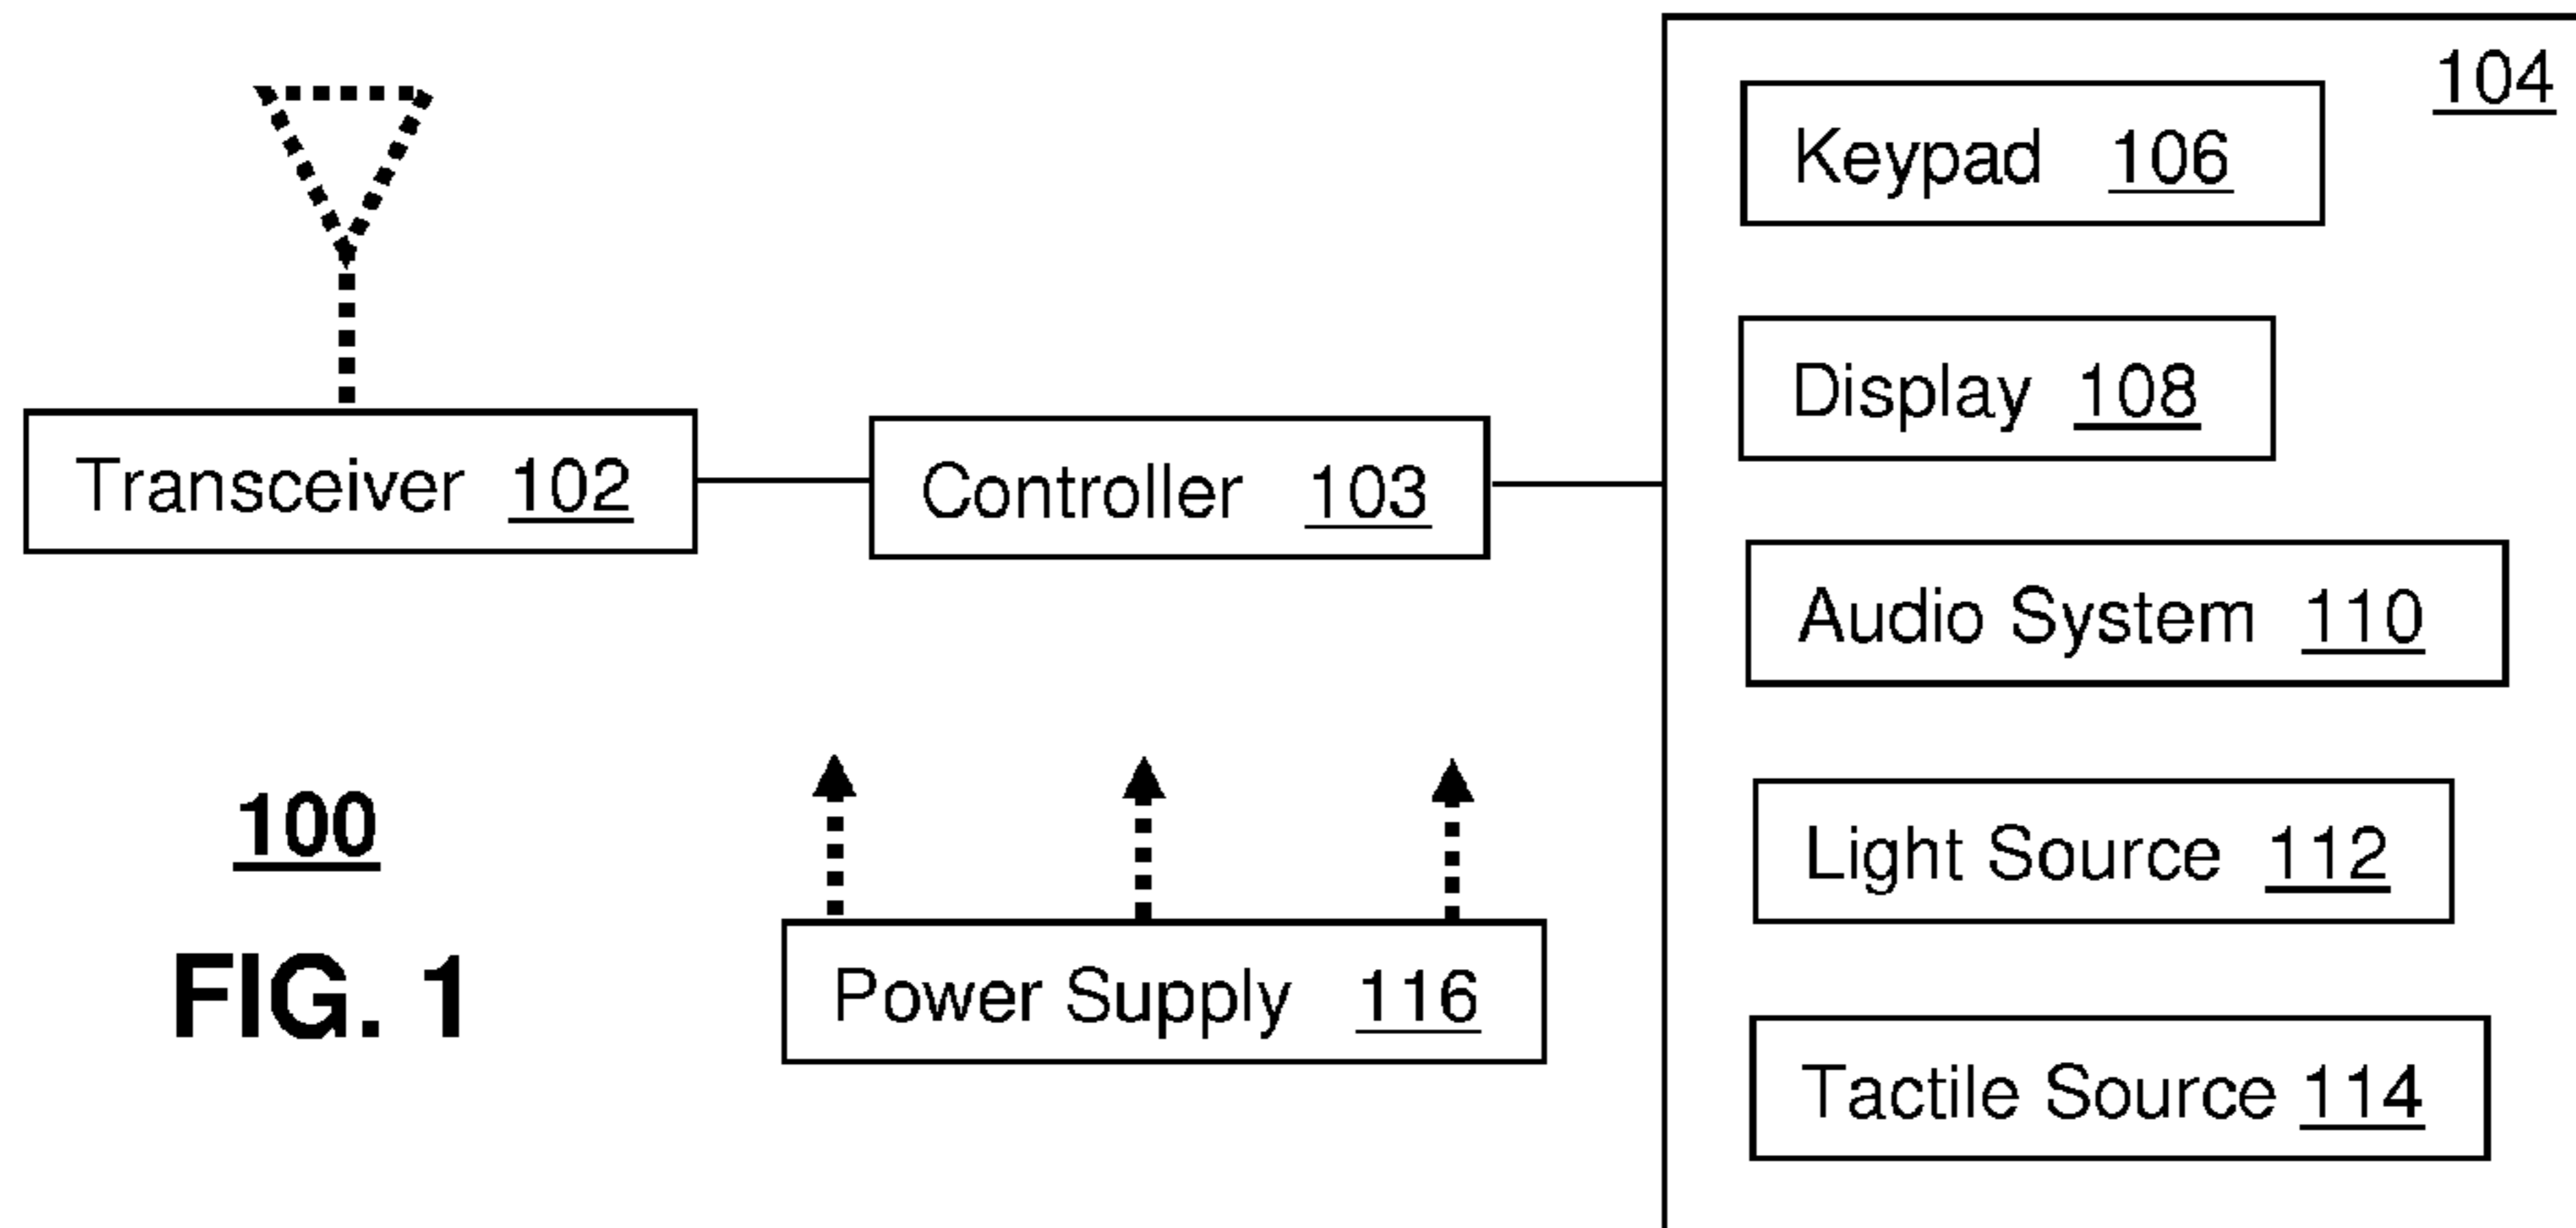 104
Keypad 106
Display 108
Transceiver 102
Controller 103
Audio System 110
100
Light Source 112
FIG. 1
Power Supply 116
Tactile Source 114